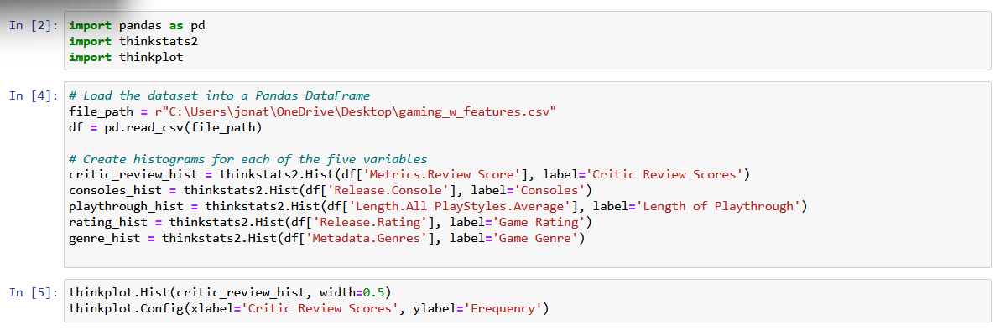 In [2]: import pandas as pd
import thinkstats2
import thinkplot
In [4]: # Load the dataset into a Pandas DataFrame
file_path = r"C:\Users\jonat\OneDrive\Desktop\gaming_w_features.csv"
df = pd.read_csv(file_path)
# Create histograms for each of the five variables
critic_review_hist = thinkstats2.Hist(df['Metrics.Review Score'], label='Critic Review Scores')
consoles_hist = thinkstats2.Hist(df['Release.Console'], label='Consoles')
playthrough_hist = thinkstats2.Hist(df['Length.All PlayStyles.Average'], label='Length of Playthrough')
rating_hist = thinkstats2.Hist(df['Release.Rating'], label='Game Rating')
genre_hist = thinkstats2.Hist(df['Metadata.Genres'], label='Game Genre')
In [5]: thinkplot.Hist(critic_review_hist, width=0.5)
thinkplot.Config(xlabel='Critic Review Scores', ylabel='Frequency')